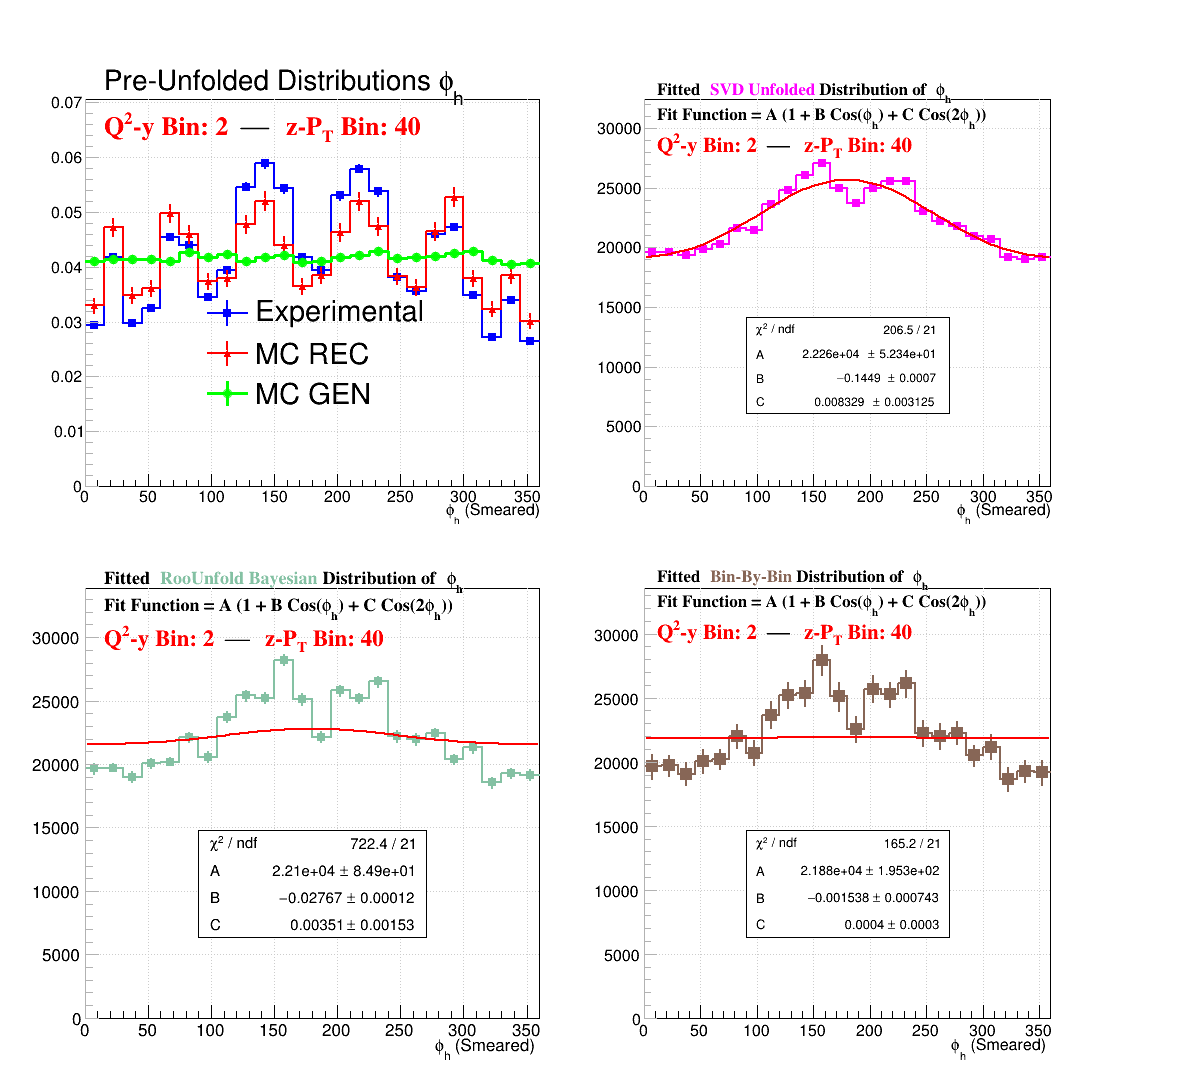 Pre-Unfolded Distributions ϕh
Q²-y Bin: 2 — z-PT Bin: 40
0.07
0.06
0.05
0.04
0.03
0.02
0.01
0
Experimental
MC REC
MC GEN
0 50 100 150 200 250 300 350
ϕh (Smeared)
Fitted SVD Unfolded Distribution of ϕh
Fit Function = A (1 + B Cos(ϕh) + C Cos(2ϕh))
Q²-y Bin: 2 — z-PT Bin: 40
30000
25000
20000
15000
10000
5000
0
χ² / ndf 206.5 / 21
A 2.226e+04 ± 5.234e+01
B −0.1449 ± 0.0007
C 0.008329 ± 0.003125
0 50 100 150 200 250 300 350
ϕh (Smeared)
Fitted RooUnfold Bayesian Distribution of ϕh
Fit Function = A (1 + B Cos(ϕh) + C Cos(2ϕh))
Q²-y Bin: 2 — z-PT Bin: 40
30000
25000
20000
15000
10000
5000
0
χ² / ndf 722.4 / 21
A 2.21e+04 ± 8.49e+01
B −0.02767 ± 0.00012
C 0.00351 ± 0.00153
0 50 100 150 200 250 300 350
ϕh (Smeared)
Fitted Bin-By-Bin Distribution of ϕh
Fit Function = A (1 + B Cos(ϕh) + C Cos(2ϕh))
Q²-y Bin: 2 — z-PT Bin: 40
30000
25000
20000
15000
10000
5000
0
χ² / ndf 165.2 / 21
A 2.188e+04 ± 1.953e+02
B −0.001538 ± 0.000743
C 0.0004 ± 0.0003
0 50 100 150 200 250 300 350
ϕh (Smeared)